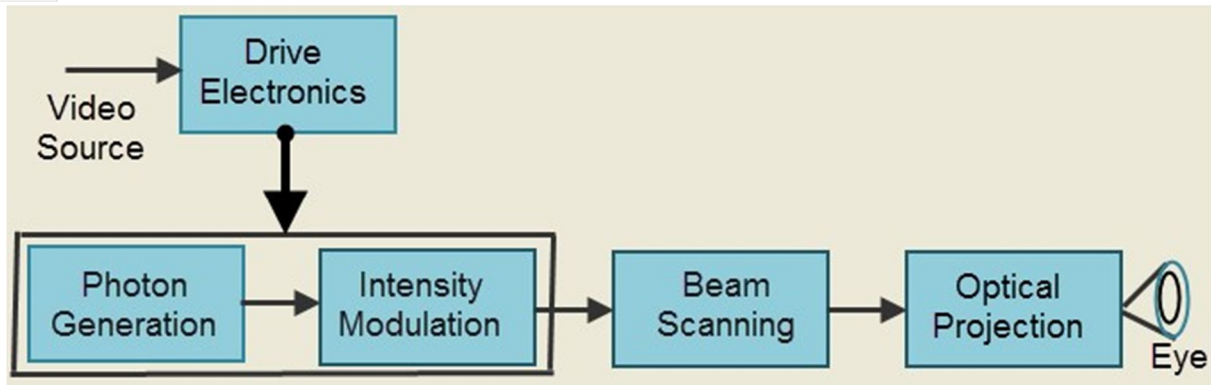 Drive
Electronics
Video
Source
Photon
Generation
Intensity
Modulation
Beam
Scanning
Optical
Projection
Eye